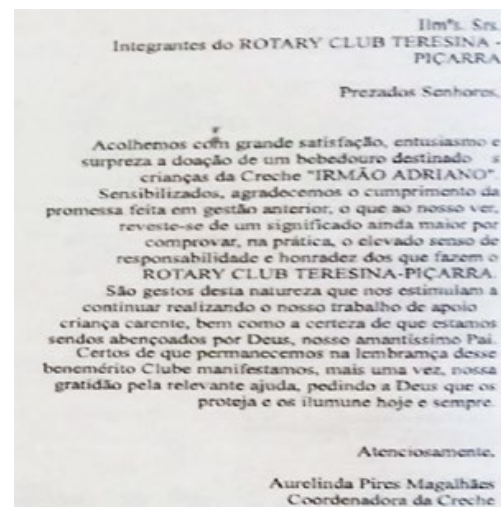 Ilmºs. Srs.
Integrantes do ROTARY CLUB TERESINA -
PIÇARRA
Prezados Senhores,
Acolhemos com grande satisfação, entusiasmo e
surpreza a doação de um bebedouro destinado s
crianças da Creche "IRMÃO ADRIANO".
Sensibilizados, agradecemos o cumprimento da
promessa feita em gestão anterior, o que ao nosso ver,
reveste-se de um significado ainda maior por
comprovar, na prática, o elevado senso de
responsabilidade e honradez dos que fazem o
ROTARY CLUB TERESINA-PIÇARRA.
São gestos desta natureza que nos estimulam a
continuar realizando o nosso trabalho de apoio
criança carente, bem como a certeza de que estamos
sendos abençoados por Deus, nosso amantíssimo Pai.
Certos de que permanecemos na lembramça desse
benemérito Clube manifestamos, mais uma vez, nossa
gratidão pela relevante ajuda, pedindo a Deus que os
proteja e os ilumune hoje e sempre.
Atenciosamente,
Aurelinda Pires Magalhães
Coordenadora da Creche